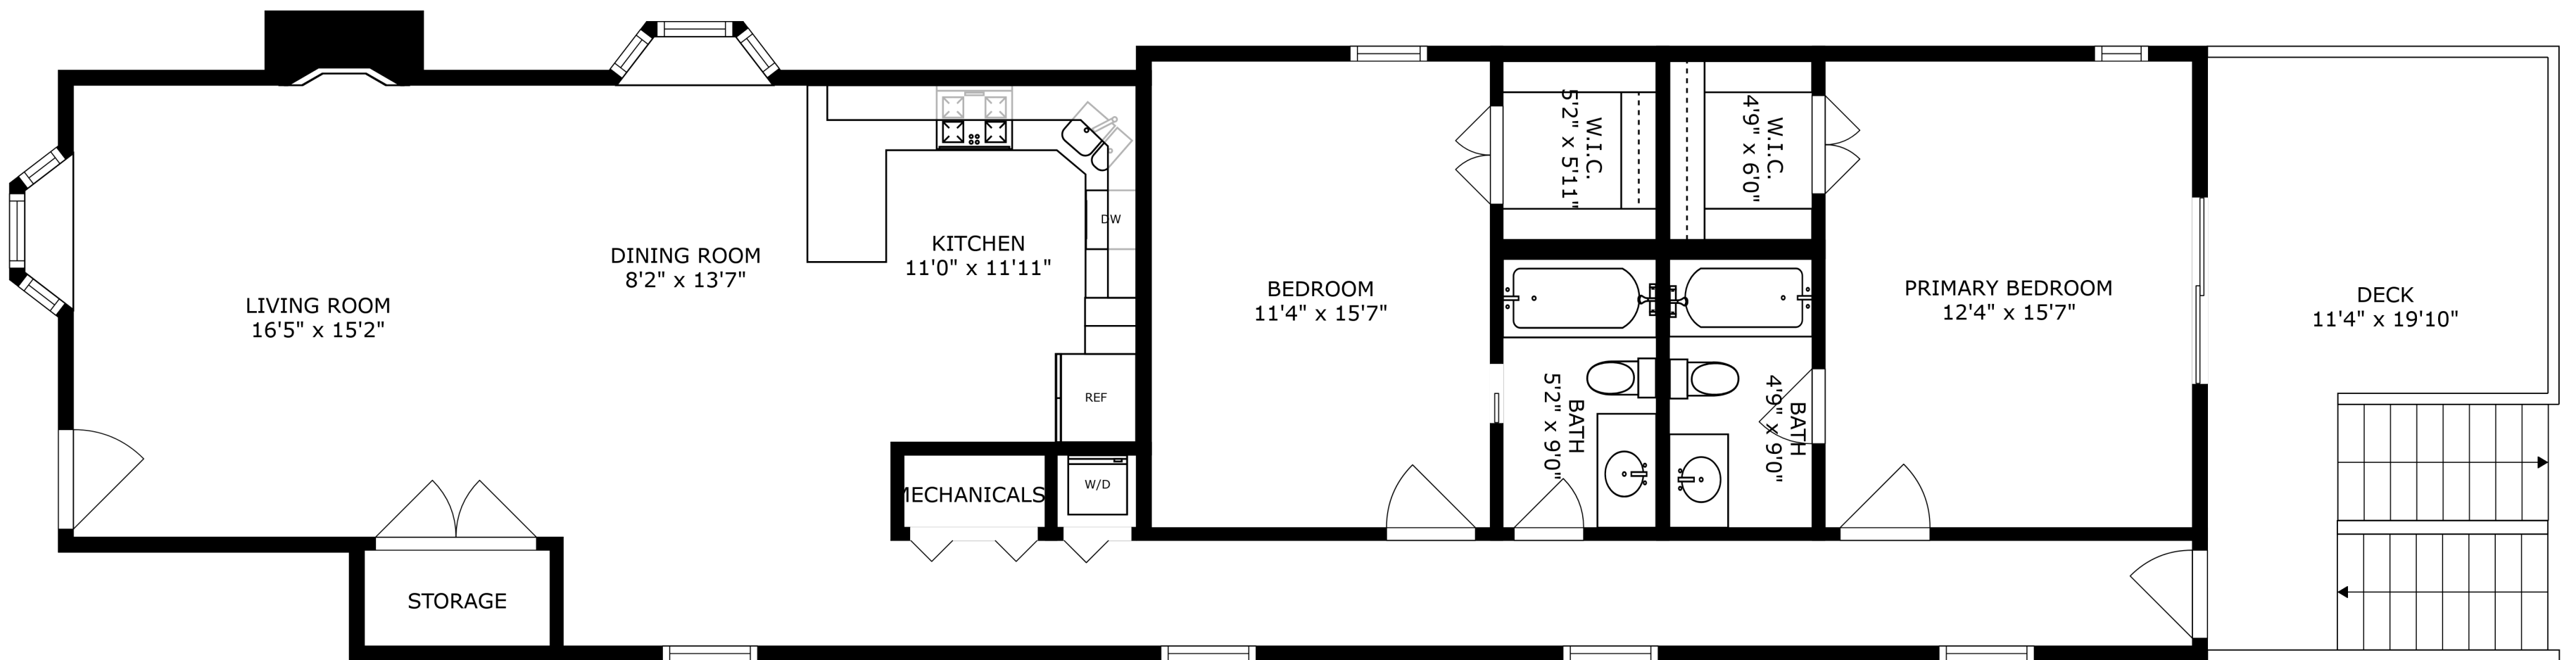 LIVING ROOM
16'5" x 15'2"
DINING ROOM
8'2" x 13'7"
KITCHEN
11'0" x 11'11"
DW
REF
MECHANICALS
W/D
STORAGE
BEDROOM
11'4" x 15'7"
W.I.C.
5'2" x 5'11"
W.I.C.
4'9" x 6'0"
BATH
5'2" x 9'0"
BATH
4'9" x 9'0"
PRIMARY BEDROOM
12'4" x 15'7"
DECK
11'4" x 19'10"